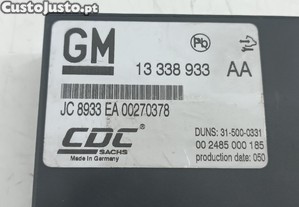 CustoJusto.pt
GM
Pb
13 338 933 AA
JC 8933 EA 00270378
CDC
SACHS
Made in Germany
DUNS: 31-500-0331
00 2485 000 185
production date: 050